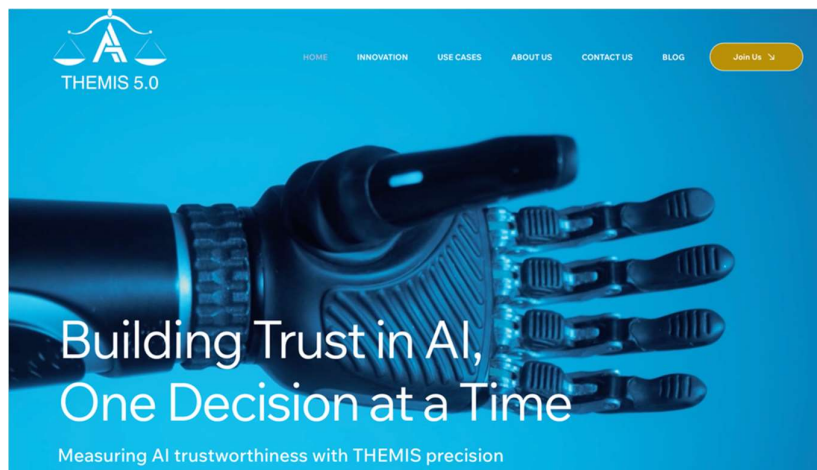 THEMIS 5.0
HOME INNOVATION USE CASES ABOUT US CONTACT US BLOG Join Us
Building Trust in AI,
One Decision at a Time
Measuring AI trustworthiness with THEMIS precision